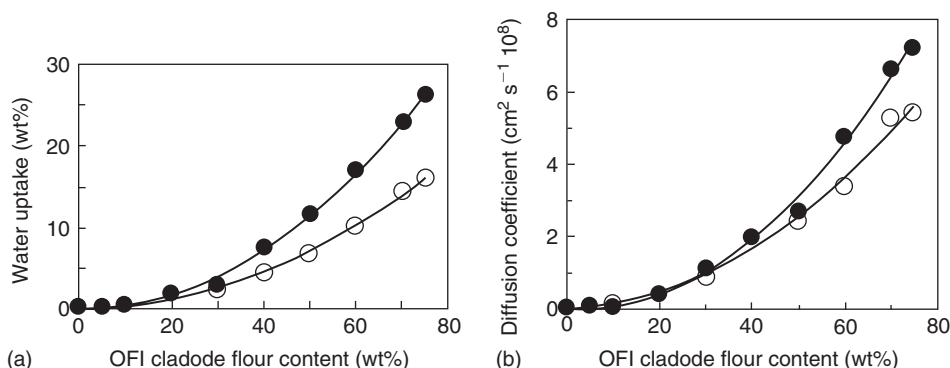 30
20
10
0
Water uptake (wt%)
0 20 40 60 80
(a) OFI cladode flour content (wt%)
8
6
4
2
0
Diffusion coefficient (cm² s⁻¹ 10⁸)
0 20 40 60 80
(b) OFI cladode flour content (wt%)